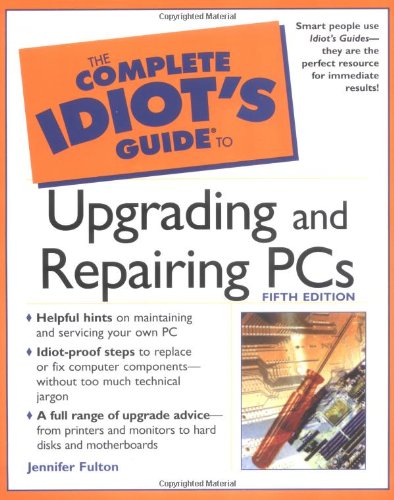 Copyrighted Material
THE
COMPLETE
IDIOT'S
GUIDE® TO
Smart people use
Idiot's Guides—
they are the
perfect resource
for immediate
results!
Upgrading and
Repairing PCs
FIFTH EDITION
♦ Helpful hints on maintaining
and servicing your own PC
♦ Idiot-proof steps to replace
or fix computer components—
without too much technical
jargon
♦ A full range of upgrade advice—
from printers and monitors to hard
disks and motherboards
Jennifer Fulton
Copyrighted Material